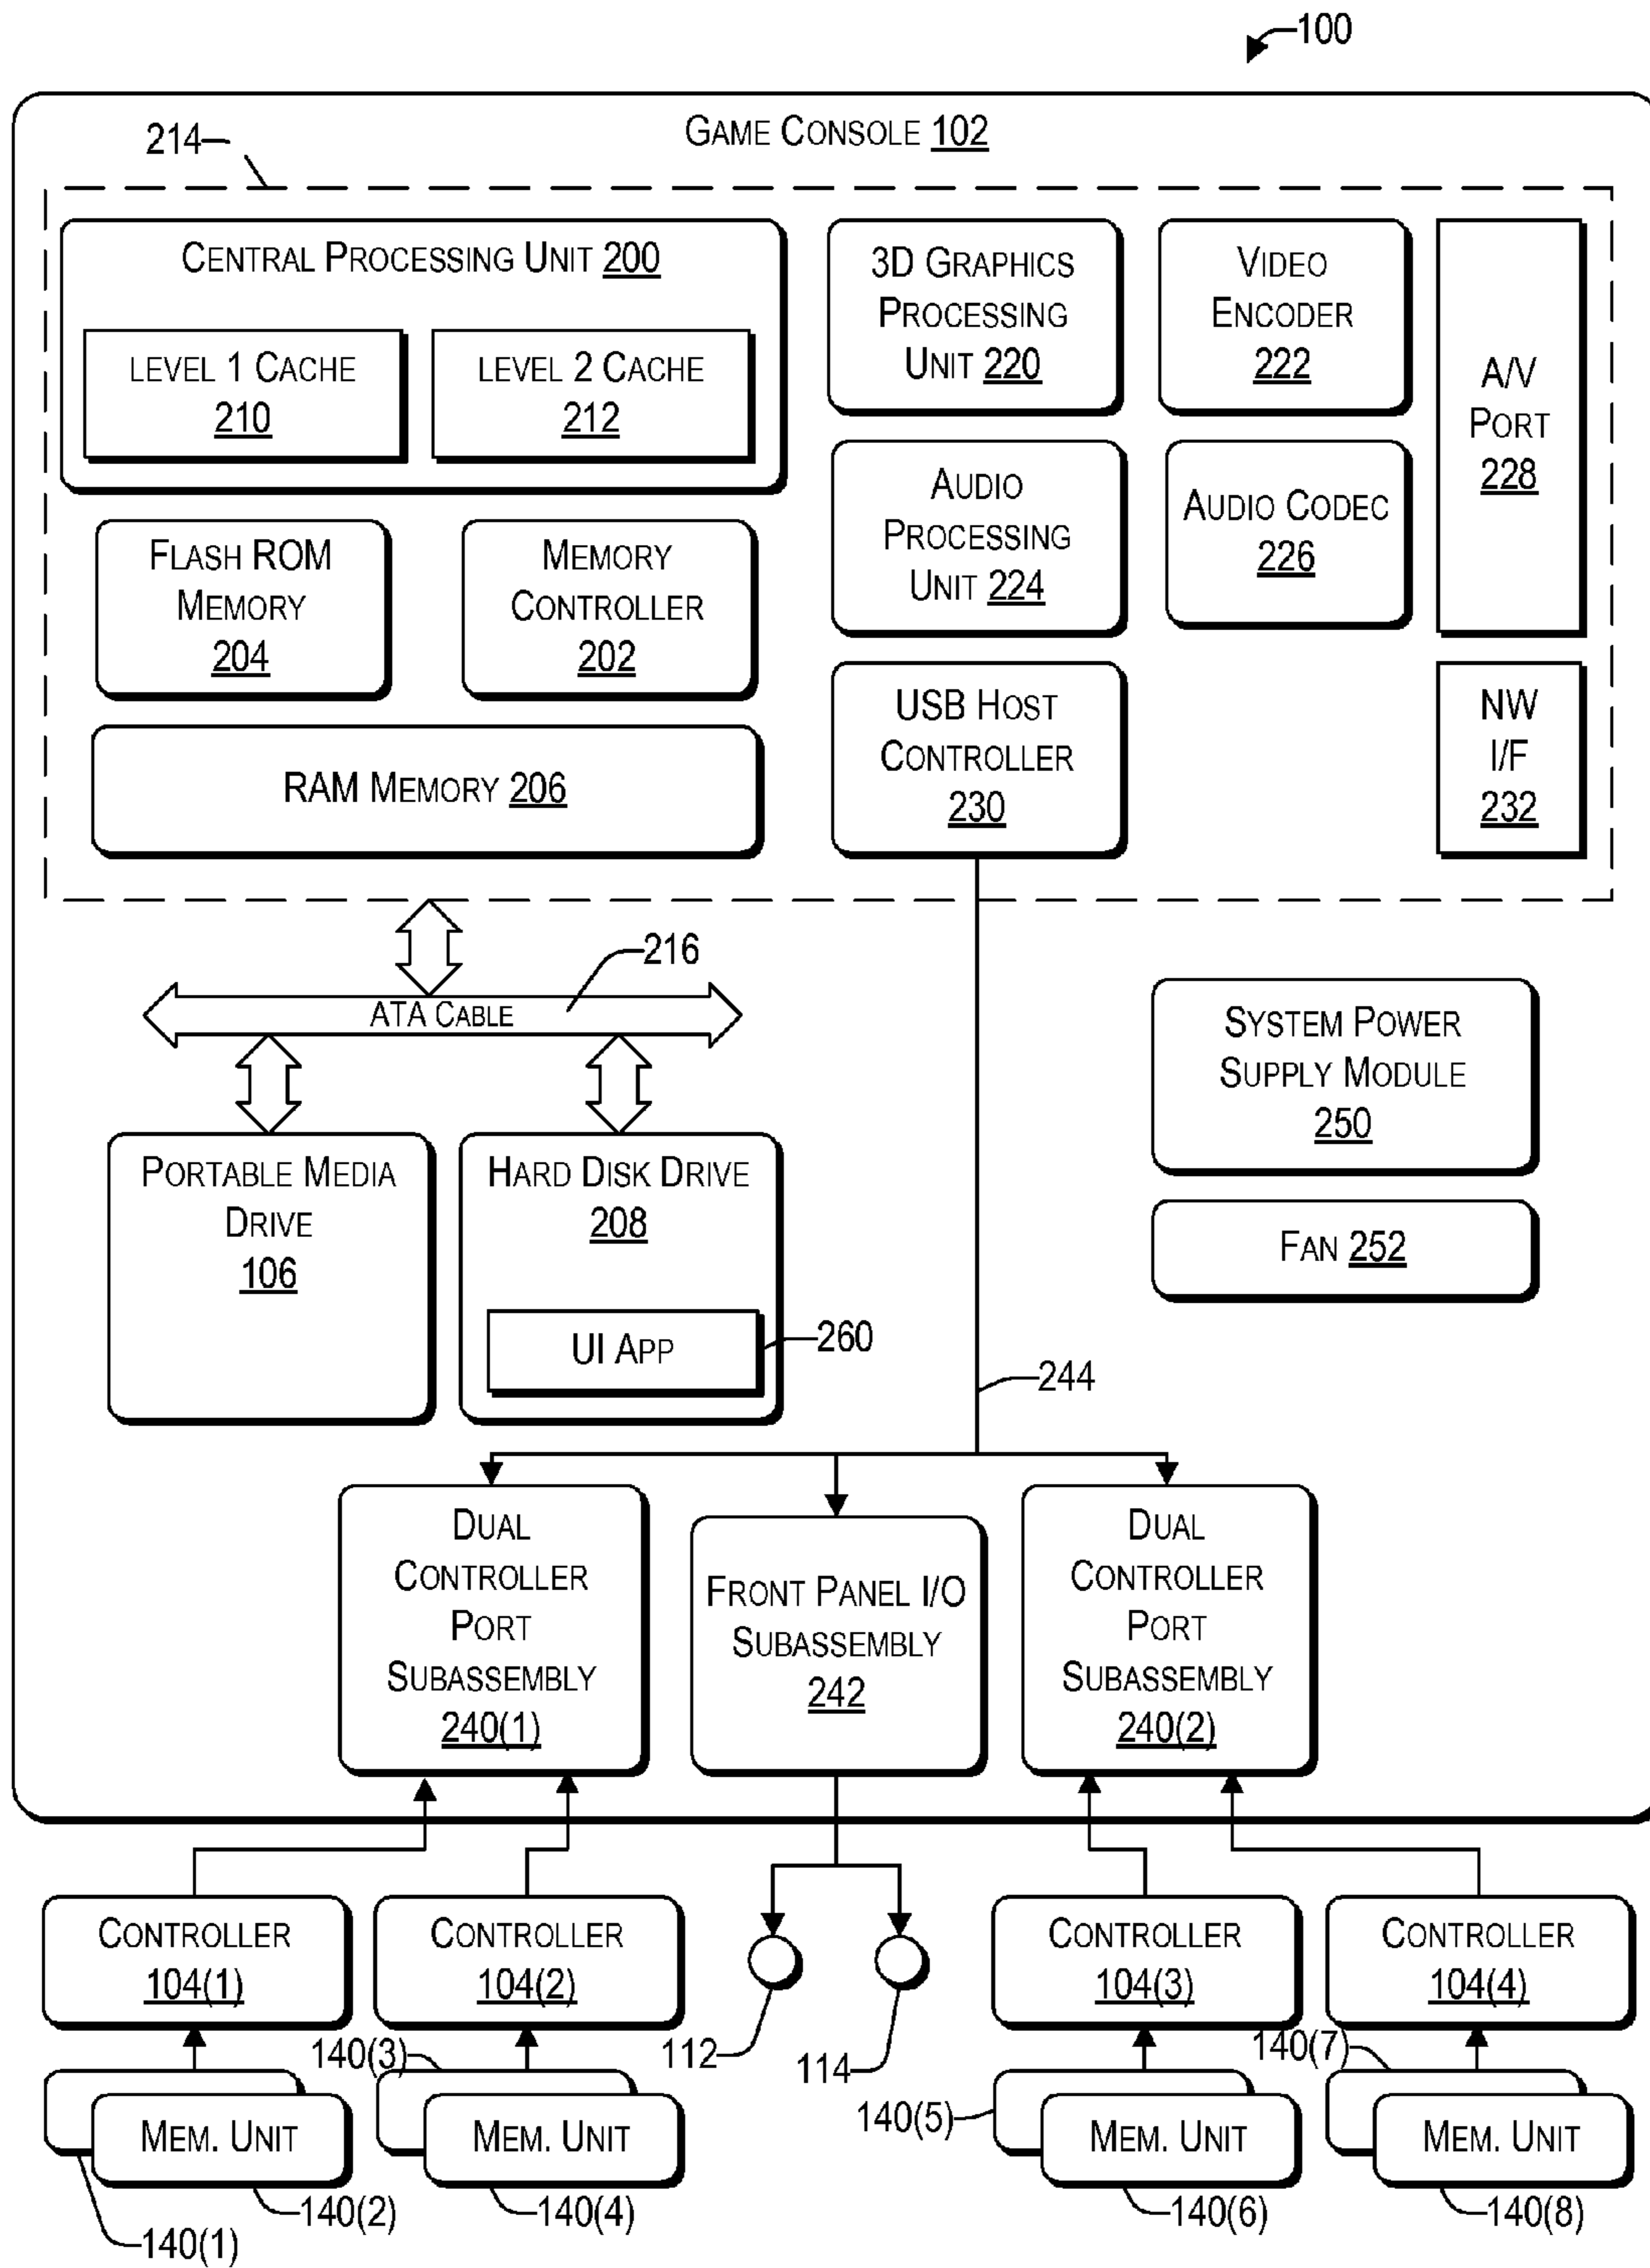 100
GAME CONSOLE 102
214
CENTRAL PROCESSING UNIT 200
LEVEL 1 CACHE
210
LEVEL 2 CACHE
212
3D GRAPHICS
PROCESSING
UNIT 220
VIDEO
ENCODER
222
A/V
PORT
228
FLASH ROM
MEMORY
204
MEMORY
CONTROLLER
202
AUDIO
PROCESSING
UNIT 224
AUDIO CODEC
226
RAM MEMORY 206
USB HOST
CONTROLLER
230
NW
I/F
232
216
ATA CABLE
SYSTEM POWER
SUPPLY MODULE
250
PORTABLE MEDIA
DRIVE
106
HARD DISK DRIVE
208
UI APP
260
FAN 252
244
DUAL
CONTROLLER
PORT
SUBASSEMBLY
240(1)
FRONT PANEL I/O
SUBASSEMBLY
242
DUAL
CONTROLLER
PORT
SUBASSEMBLY
240(2)
CONTROLLER
104(1)
CONTROLLER
104(2)
CONTROLLER
104(3)
CONTROLLER
104(4)
112
114
140(3)
140(7)
140(5)
MEM. UNIT
MEM. UNIT
MEM. UNIT
MEM. UNIT
140(2)
140(4)
140(6)
140(8)
140(1)